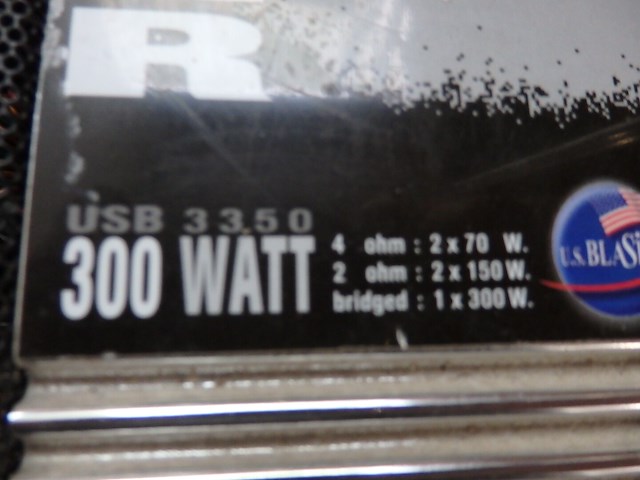 R
USB 3350
300 WATT
4 ohm : 2 x 70 W.
2 ohm : 2 x 150 W.
bridged : 1 x 300 W.
U.S. BLAS